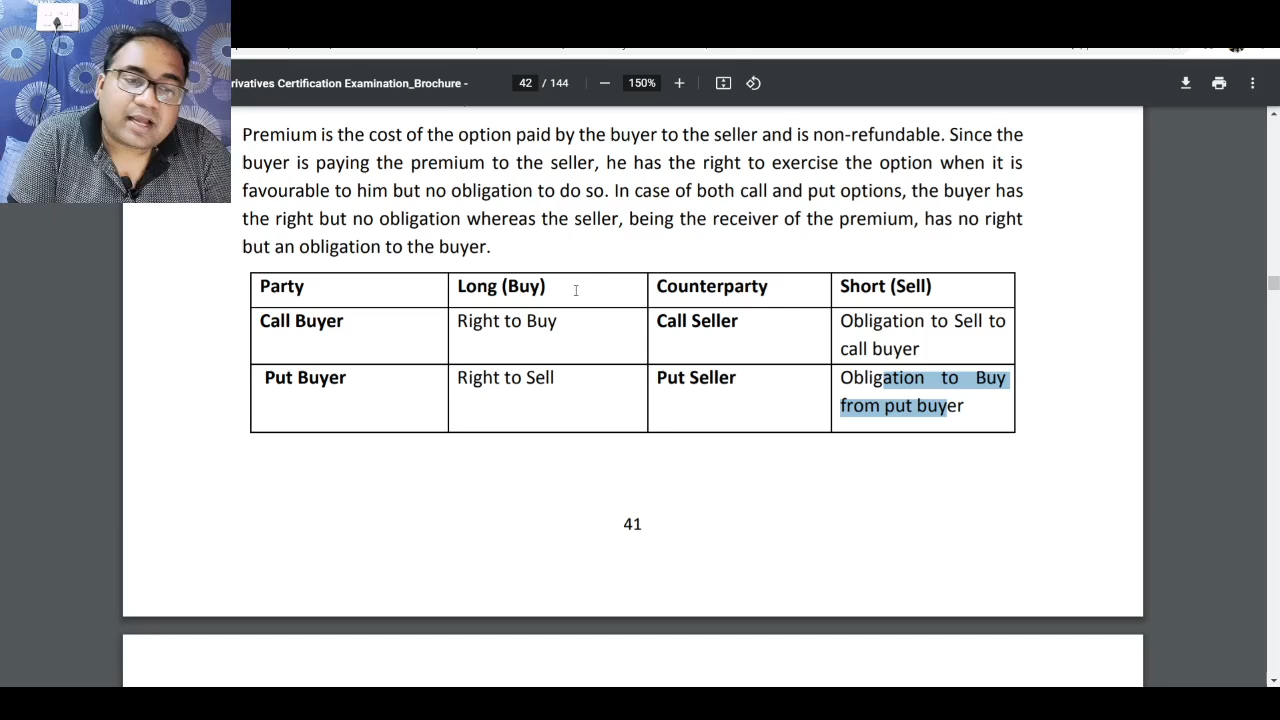 rivatives Certification Examination_Brochure -
42 / 144
150%
Premium is the cost of the option paid by the buyer to the seller and is non-refundable. Since the
buyer is paying the premium to the seller, he has the right to exercise the option when it is
favourable to him but no obligation to do so. In case of both call and put options, the buyer has
the right but no obligation whereas the seller, being the receiver of the premium, has no right
but an obligation to the buyer.
Party Long (Buy) Counterparty Short (Sell)
Call Buyer Right to Buy Call Seller Obligation to Sell to
call buyer
Put Buyer Right to Sell Put Seller Obligation to Buy
from put buyer
41